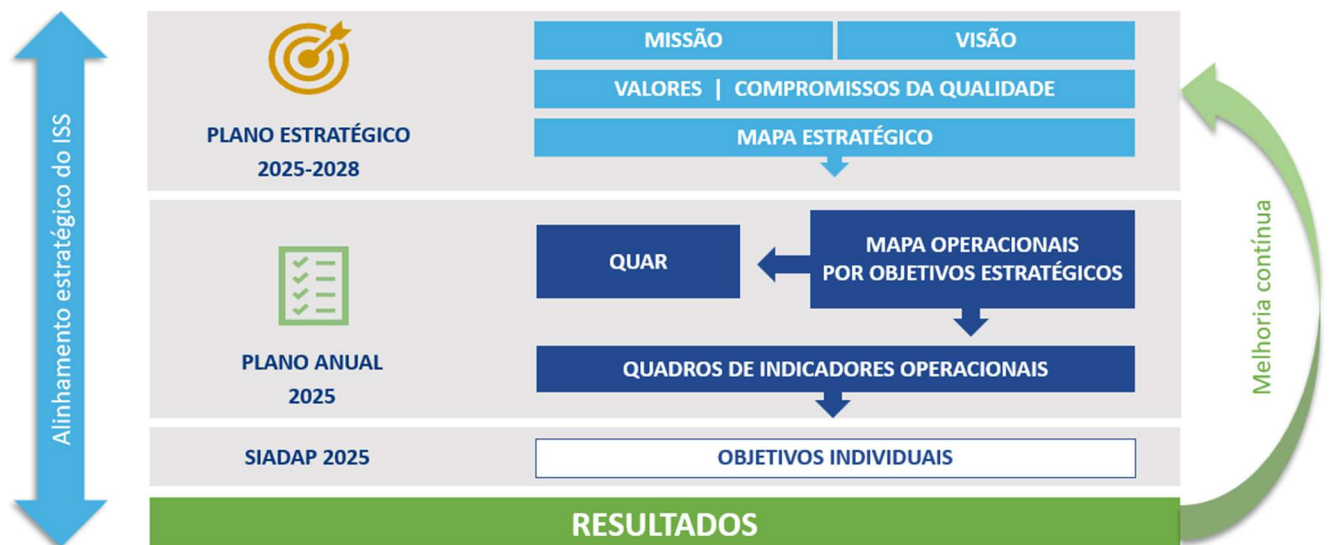 Alinhamento estratégico do ISS
PLANO ESTRATÉGICO
2025-2028
MISSÃO
VISÃO
VALORES | COMPROMISSOS DA QUALIDADE
MAPA ESTRATÉGICO
PLANO ANUAL
2025
QUAR
MAPA OPERACIONAIS
POR OBJETIVOS ESTRATÉGICOS
QUADROS DE INDICADORES OPERACIONAIS
SIADAP 2025
OBJETIVOS INDIVIDUAIS
RESULTADOS
Melhoria contínua